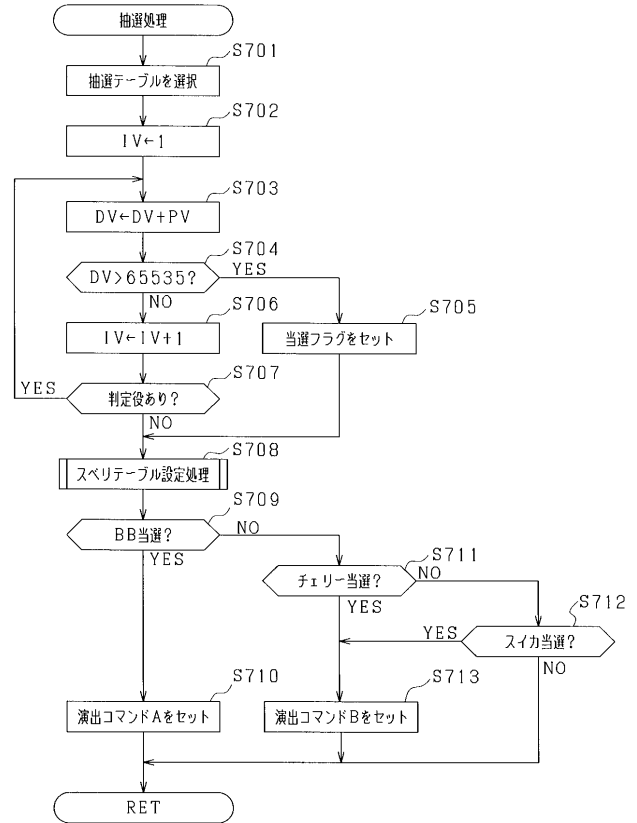 抽選処理
S701
抽選テーブルを選択
S702
IV←1
S703
DV←DV+PV
S704
DV>65535?
YES
NO
S706
S705
IV←IV+1
当選フラグをセット
S707
YES
判定役あり?
NO
S708
スベリテーブル設定処理
S709
BB当選?
NO
YES
S711
チェリー当選?
NO
YES
S712
YES
スイカ当選?
NO
S710
S713
演出コマンドAをセット
演出コマンドBをセット
RET